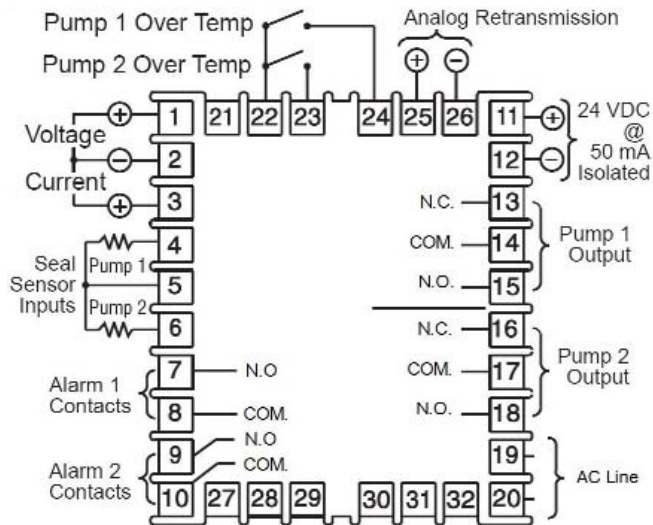 Pump 1 Over Temp
Pump 2 Over Temp
Analog Retransmission
+ -
21 22 23 24 25 26
Voltage
Current
+
-
+
1
2
3
Seal
Sensor
Inputs
Pump 1
Pump 2
4
5
6
Alarm 1
Contacts
7 N.O
8 COM.
Alarm 2
Contacts
9 N.O
10 COM.
27 28 29 30 31 32
11 +
12 -
24 VDC
@
50 mA
Isolated
N.C. 13
COM. 14
N.O. 15
Pump 1
Output
N.C. 16
COM. 17
N.O. 18
Pump 2
Output
19
20
AC Line